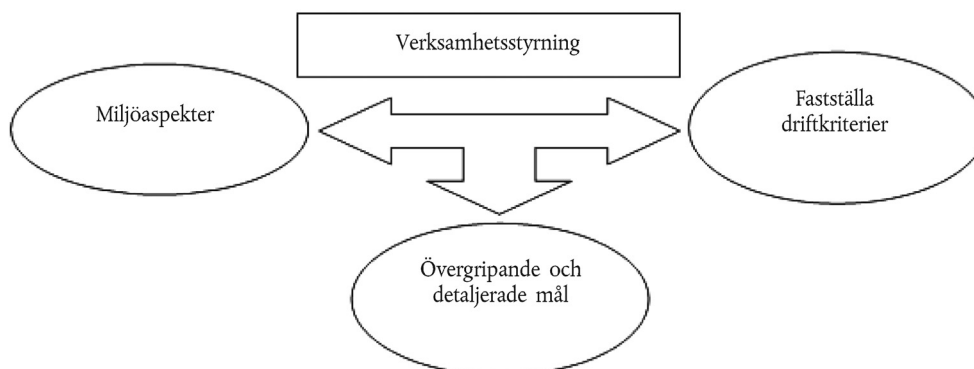 Verksamhetsstyrning
Miljöaspekter
Fastställa
driftkriterier
Övergripande och
detaljerade mål